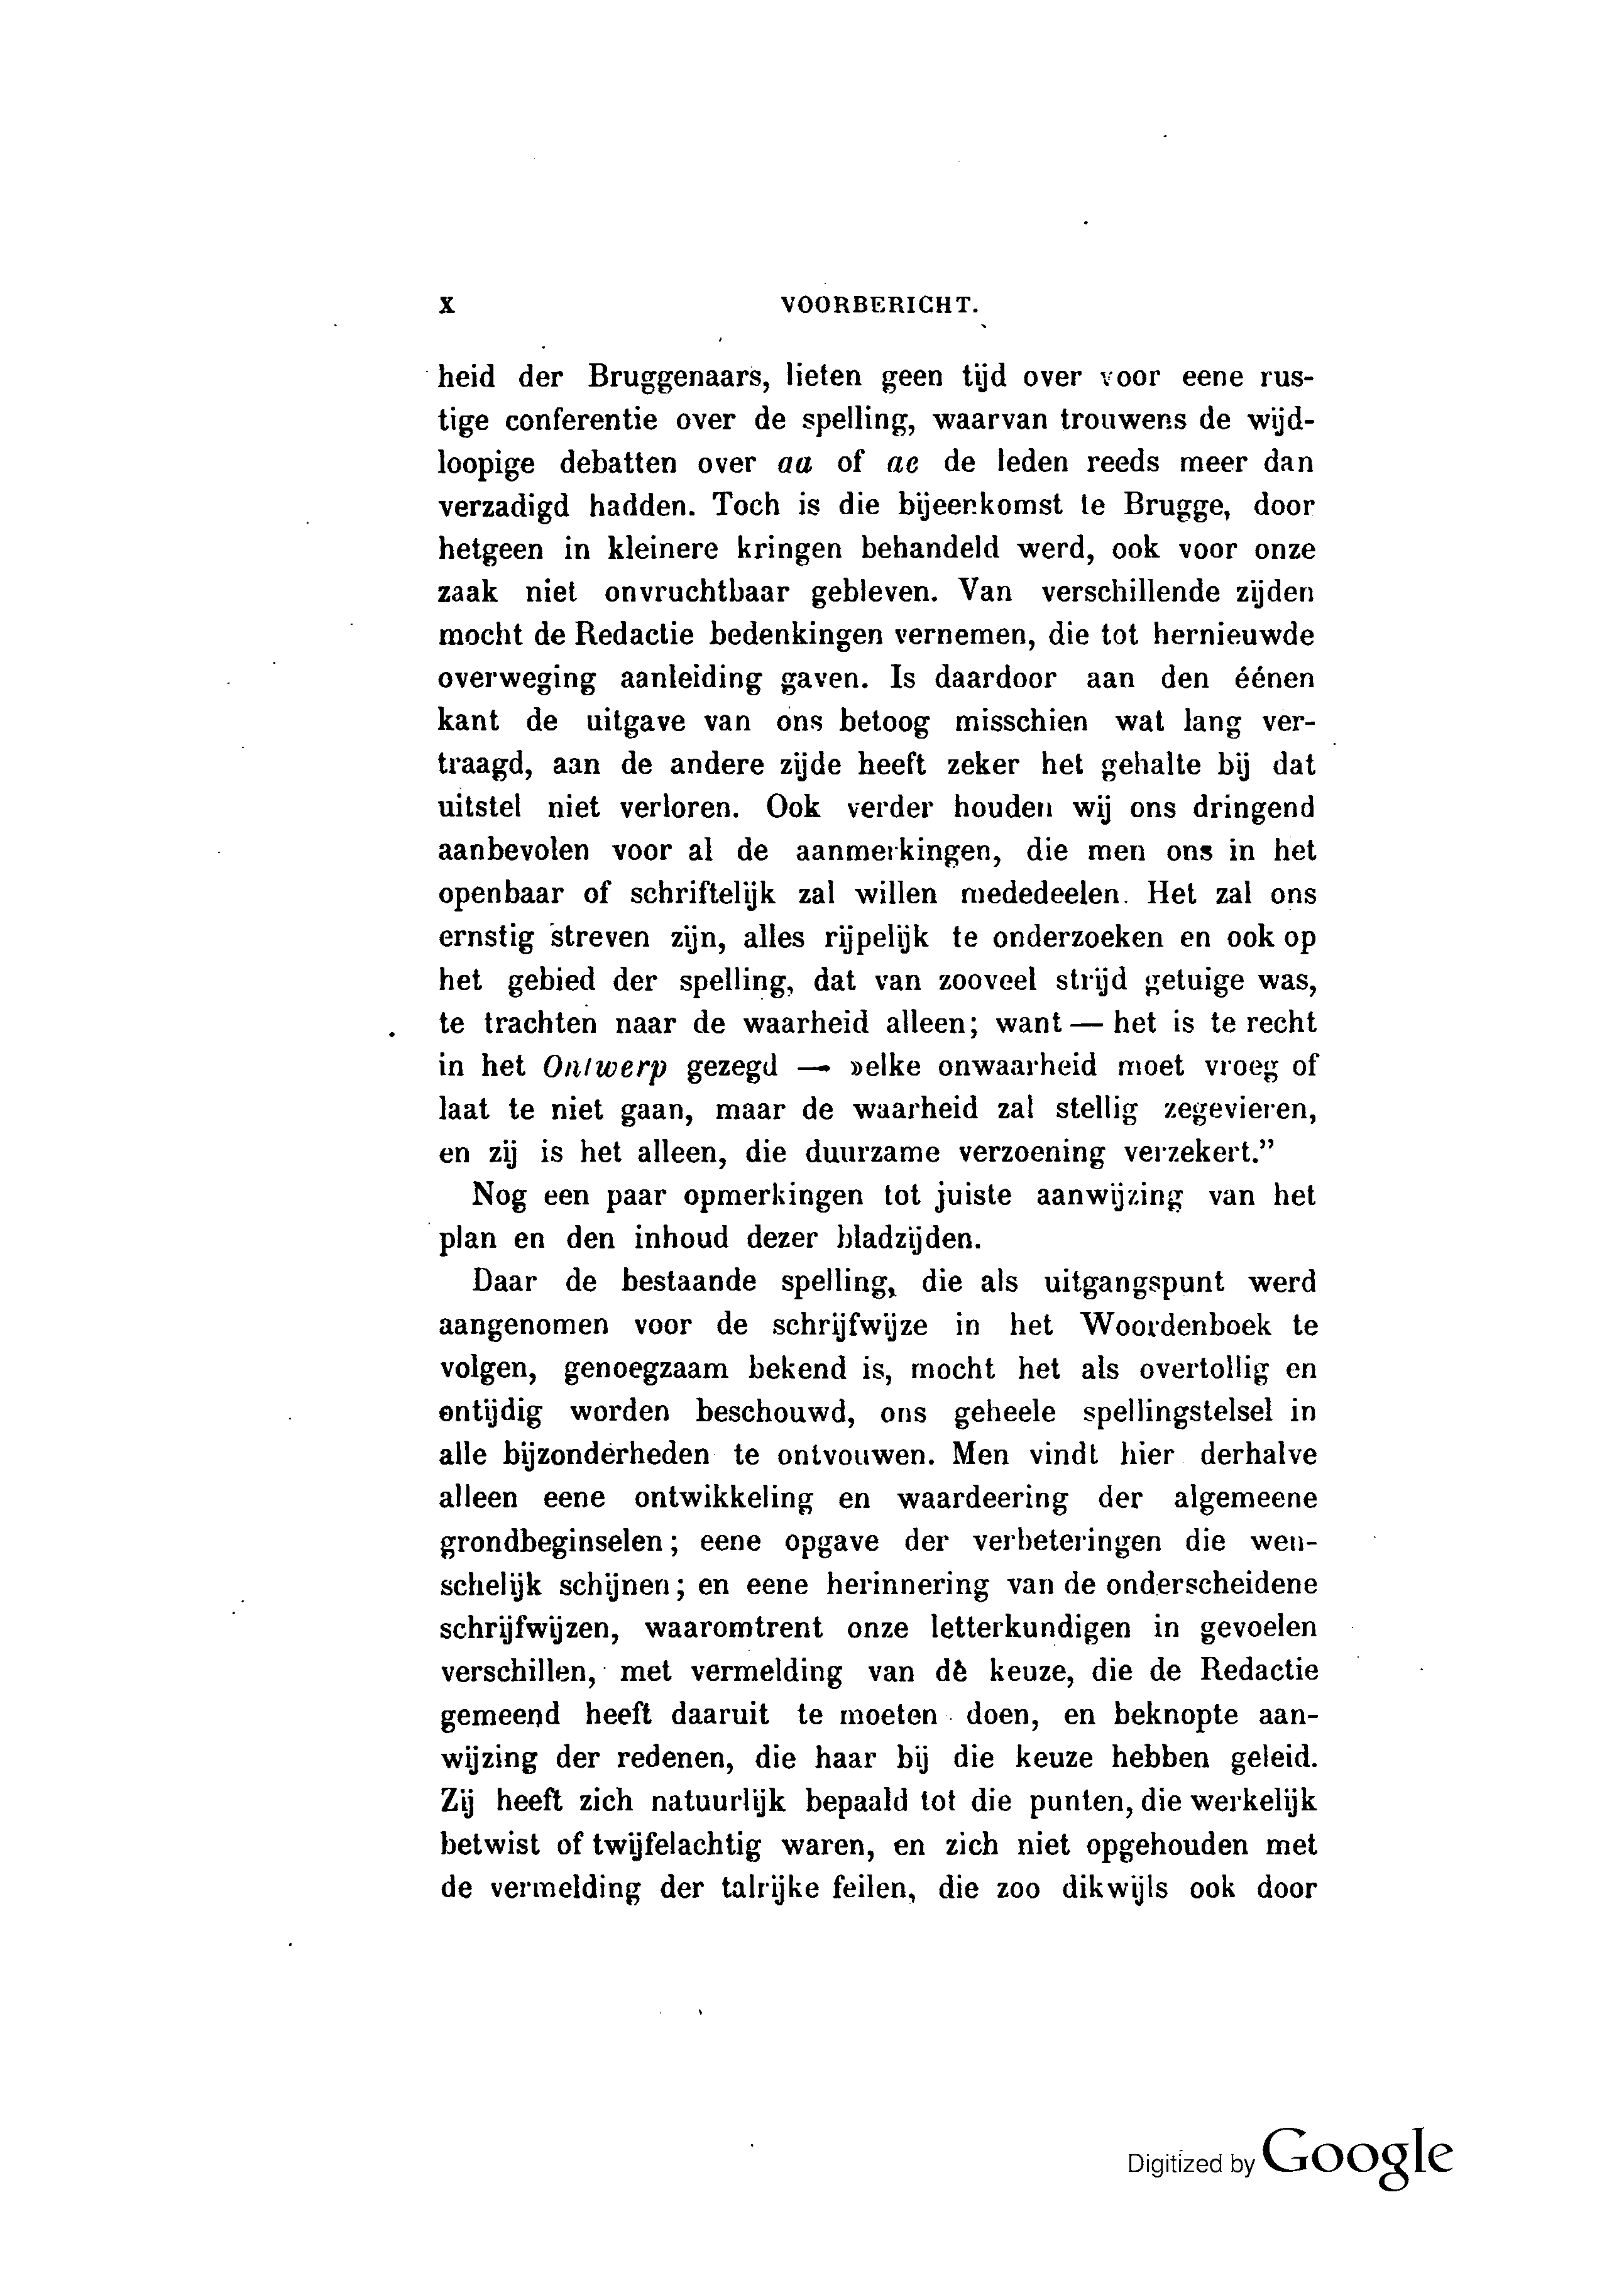 X VOORBERICHT.
heid der Bruggenaars, lieten geen tijd over voor eene rus-
tige conferentie over de spelling, waarvan trouwens de wijd-
loopige debatten over aa of ae de leden reeds meer dan
verzadigd hadden. Toch is die bijeenkomst te Brugge, door
hetgeen in kleinere kringen behandeld werd, ook voor onze
zaak niet onvruchtbaar gebleven. Van verschillende zijden
mocht de Redactie bedenkingen vernemen, die tot hernieuwde
overweging aanleiding gaven. Is daardoor aan den éénen
kant de uitgave van ons betoog misschien wat lang ver-
traagd, aan de andere zijde heeft zeker het gehalte bij dat
uitstel niet verloren. Ook verder houden wij ons dringend
aanbevolen voor al de aanmerkingen, die men ons in het
openbaar of schriftelijk zal willen mededeelen. Het zal ons
ernstig streven zijn, alles rijpelijk te onderzoeken en ook op
het gebied der spelling, dat van zooveel strijd getuige was,
te trachten naar de waarheid alleen; want — het is te recht
in het Ontwerp gezegd — »elke onwaarheid moet vroeg of
laat te niet gaan, maar de waarheid zal stellig zegevieren,
en zij is het alleen, die duurzame verzoening verzekert.”
Nog een paar opmerkingen tot juiste aanwijzing van het
plan en den inhoud dezer bladzijden.
Daar de bestaande spelling, die als uitgangspunt werd
aangenomen voor de schrijfwijze in het Woordenboek te
volgen, genoegzaam bekend is, mocht het als overtollig en
ontijdig worden beschouwd, ons geheele spellingstelsel in
alle bijzonderheden te ontvouwen. Men vindt hier derhalve
alleen eene ontwikkeling en waardeering der algemeene
grondbeginselen; eene opgave der verbeteringen die wen-
schelijk schijnen; en eene herinnering van de onderscheidene
schrijfwijzen, waaromtrent onze letterkundigen in gevoelen
verschillen, met vermelding van dè keuze, die de Redactie
gemeend heeft daaruit te moeten doen, en beknopte aan-
wijzing der redenen, die haar bij die keuze hebben geleid.
Zij heeft zich natuurlijk bepaald tot die punten, die werkelijk
betwist of twijfelachtig waren, en zich niet opgehouden met
de vermelding der talrijke feilen, die zoo dikwijls ook door
Digitized by Google